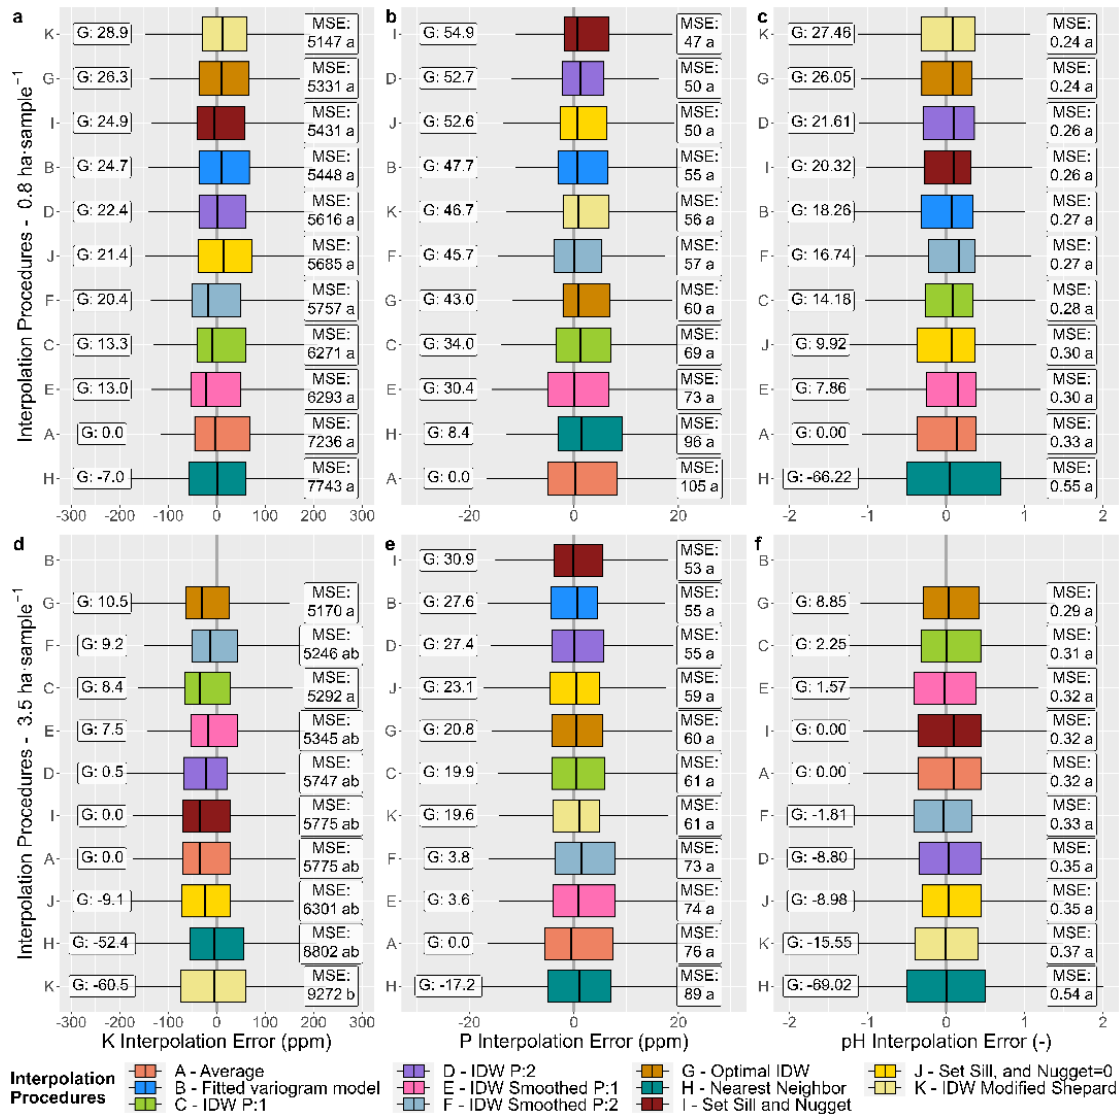 a
b
c
Interpolation Procedures - 0.8 ha·sample⁻¹
K
G: 28.9
MSE: 5147 a
G
G: 26.3
MSE: 5331 a
I
G: 24.9
MSE: 5431 a
B
G: 24.7
MSE: 5448 a
D
G: 22.4
MSE: 5616 a
J
G: 21.4
MSE: 5685 a
F
G: 20.4
MSE: 5757 a
C
G: 13.3
MSE: 6271 a
E
G: 13.0
MSE: 6293 a
A
G: 0.0
MSE: 7236 a
H
G: -7.0
MSE: 7743 a
-300 -200 -100 0 100 200 300
I
G: 54.9
MSE: 47 a
D
G: 52.7
MSE: 50 a
J
G: 52.6
MSE: 50 a
B
G: 47.7
MSE: 55 a
K
G: 46.7
MSE: 56 a
F
G: 45.7
MSE: 57 a
G
G: 43.0
MSE: 60 a
C
G: 34.0
MSE: 69 a
E
G: 30.4
MSE: 73 a
H
G: 8.4
MSE: 96 a
A
G: 0.0
MSE: 105 a
-20 0 20
K
G: 27.46
MSE: 0.24 a
G
G: 26.05
MSE: 0.24 a
D
G: 21.61
MSE: 0.26 a
I
G: 20.32
MSE: 0.26 a
B
G: 18.26
MSE: 0.27 a
F
G: 16.74
MSE: 0.27 a
C
G: 14.18
MSE: 0.28 a
J
G: 9.92
MSE: 0.30 a
E
G: 7.86
MSE: 0.30 a
A
G: 0.00
MSE: 0.33 a
H
G: -66.22
MSE: 0.55 a
-2 -1 0 1 2
d
e
f
Interpolation Procedures - 3.5 ha·sample⁻¹
B
G
G: 10.5
MSE: 5170 a
F
G: 9.2
MSE: 5246 ab
C
G: 8.4
MSE: 5292 a
E
G: 7.5
MSE: 5345 ab
D
G: 0.5
MSE: 5747 ab
I
G: 0.0
MSE: 5775 ab
A
G: 0.0
MSE: 5775 ab
J
G: -9.1
MSE: 6301 ab
H
G: -52.4
MSE: 8802 ab
K
G: -60.5
MSE: 9272 b
-300 -200 -100 0 100 200 300
K Interpolation Error (ppm)
I
G: 30.9
MSE: 53 a
B
G: 27.6
MSE: 55 a
D
G: 27.4
MSE: 55 a
J
G: 23.1
MSE: 59 a
G
G: 20.8
MSE: 60 a
C
G: 19.9
MSE: 61 a
K
G: 19.6
MSE: 61 a
F
G: 3.8
MSE: 73 a
E
G: 3.6
MSE: 74 a
A
G: 0.0
MSE: 76 a
H
G: -17.2
MSE: 89 a
-20 0 20
P Interpolation Error (ppm)
B
G
G: 8.85
MSE: 0.29 a
C
G: 2.25
MSE: 0.31 a
E
G: 1.57
MSE: 0.32 a
I
G: 0.00
MSE: 0.32 a
A
G: 0.00
MSE: 0.32 a
F
G: -1.81
MSE: 0.33 a
D
G: -8.80
MSE: 0.35 a
J
G: -8.98
MSE: 0.35 a
K
G: -15.55
MSE: 0.37 a
H
G: -69.02
MSE: 0.54 a
-2 -1 0 1 2
pH Interpolation Error (-)
Interpolation
Procedures
A - Average
B - Fitted variogram model
C - IDW P:1
D - IDW P:2
E - IDW Smoothed P:1
F - IDW Smoothed P:2
G - Optimal IDW
H - Nearest Neighbor
I - Set Sill and Nugget
J - Set Sill, and Nugget=0
K - IDW Modified Shepard